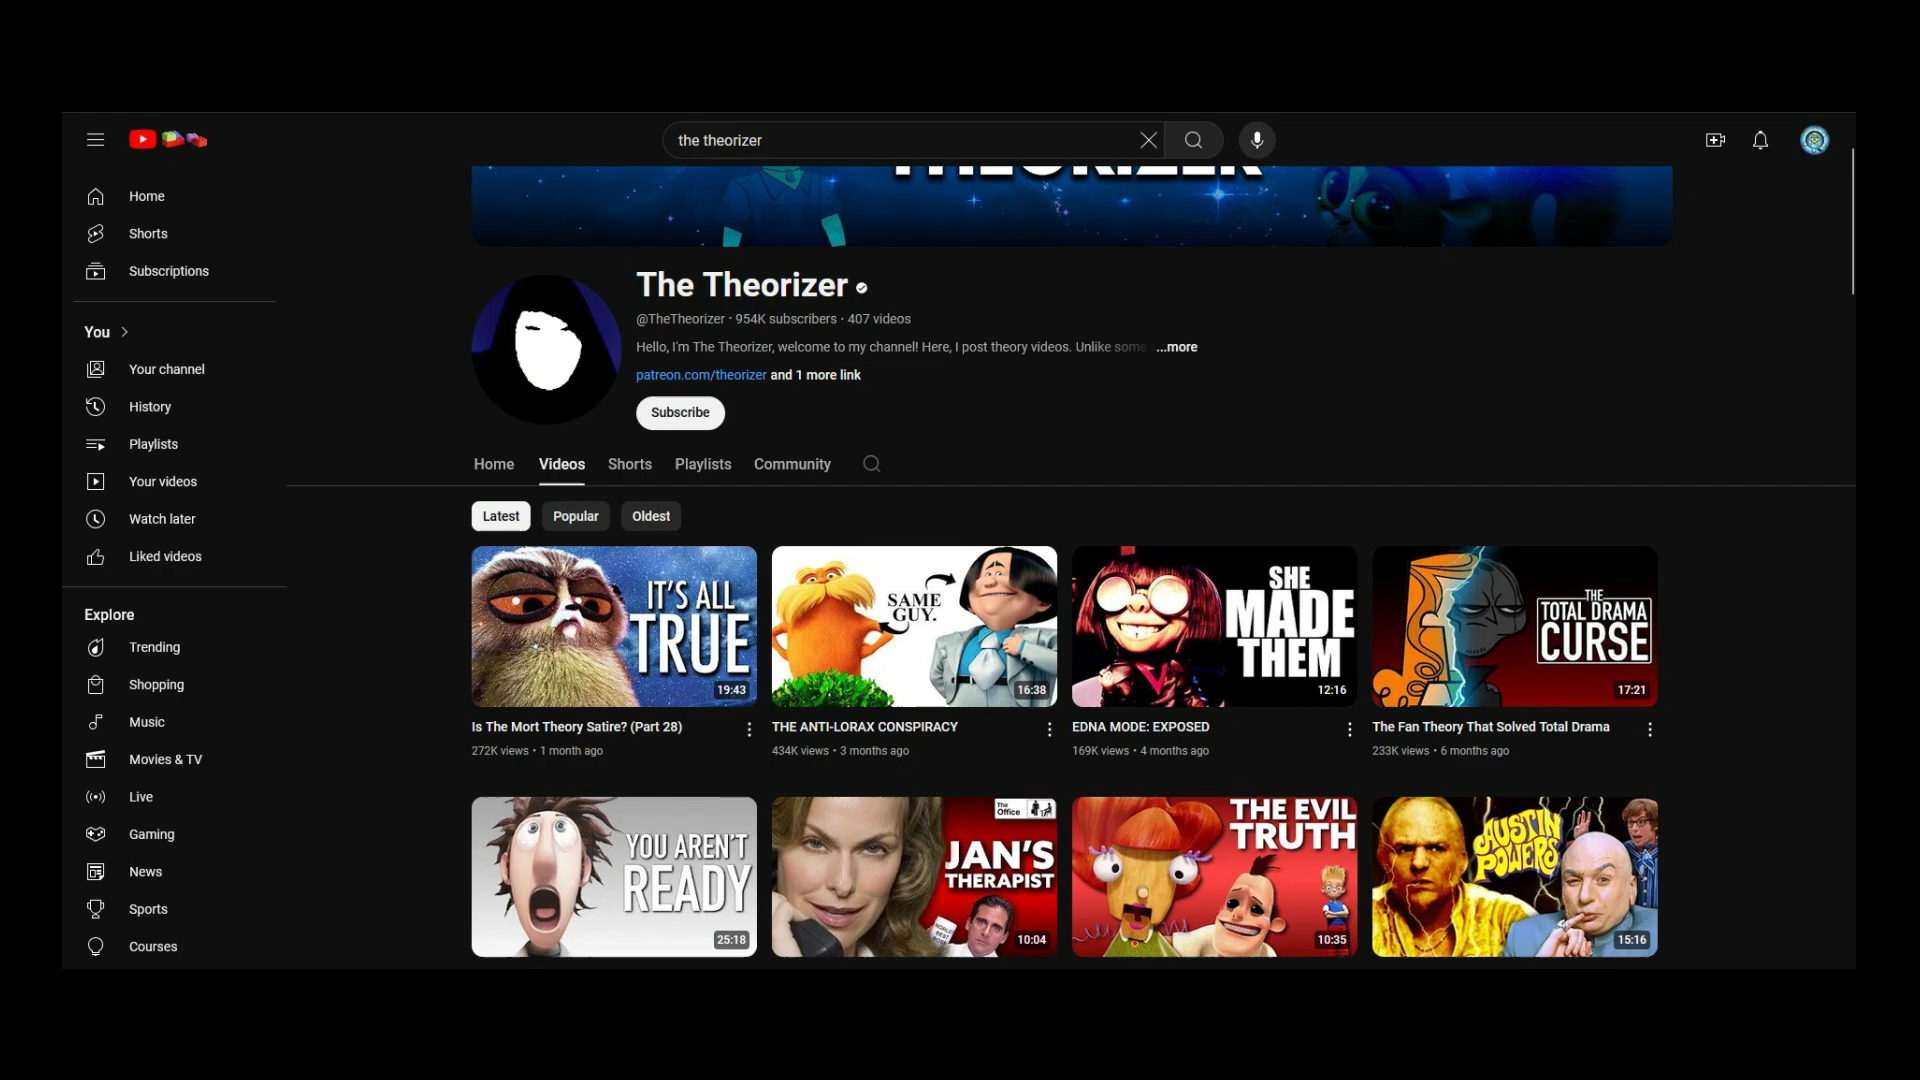 the theorizer
THEORIZER
Home
Shorts
Subscriptions
You
Your channel
History
Playlists
Your videos
Watch later
Liked videos
Explore
Trending
Shopping
Music
Movies & TV
Live
Gaming
News
Sports
Courses
The Theorizer
@TheTheorizer • 954K subscribers • 407 videos
Hello, I'm The Theorizer, welcome to my channel! Here, I post theory videos. Unlike some ...more
patreon.com/theorizer and 1 more link
Subscribe
Home Videos Shorts Playlists Community
Latest Popular Oldest
IT'S ALL
TRUE
19:43
Is The Mort Theory Satire? (Part 28)
272K views • 1 month ago
SAME
GUY.
16:38
THE ANTI-LORAX CONSPIRACY
434K views • 3 months ago
SHE
MADE
THEM
12:16
EDNA MODE: EXPOSED
169K views • 4 months ago
THE
TOTAL DRAMA
CURSE
17:21
The Fan Theory That Solved Total Drama
233K views • 6 months ago
YOU AREN'T
READY
25:18
The
Office
JAN'S
THERAPIST
WORLD'S
BEST
BOSS
10:04
THE EVIL
TRUTH
10:35
AUSTIN
POWERS
15:16